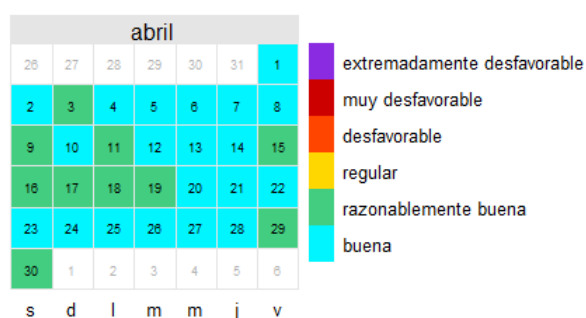 abril
26 27 28 29 30 31 1
2 3 4 5 6 7 8
9 10 11 12 13 14 15
16 17 18 19 20 21 22
23 24 25 26 27 28 29
30 1 2 3 4 5 6
s d l m m j v
extremadamente desfavorable
muy desfavorable
desfavorable
regular
razonablemente buena
buena